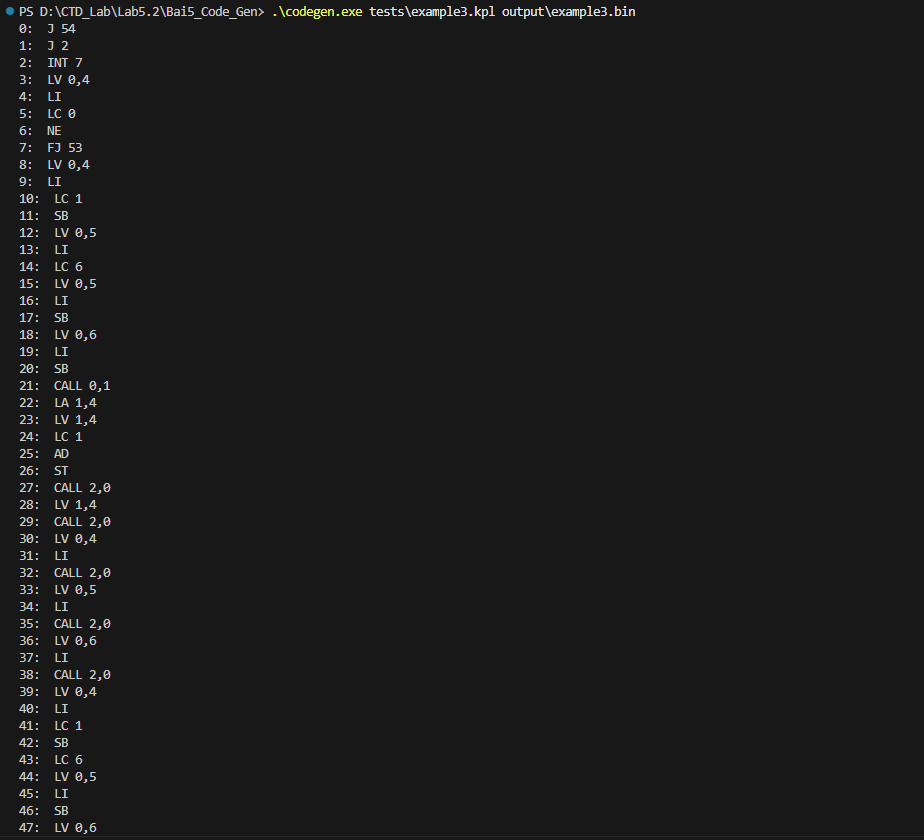 PS D:\CTD_Lab\Lab5.2\Bai5_Code_Gen> .\codegen.exe tests\example3.kpl output\example3.bin
0: J 54
1: J 2
2: INT 7
3: LV 0,4
4: LI
5: LC 0
6: NE
7: FJ 53
8: LV 0,4
9: LI
10: LC 1
11: SB
12: LV 0,5
13: LI
14: LC 6
15: LV 0,5
16: LI
17: SB
18: LV 0,6
19: LI
20: SB
21: CALL 0,1
22: LA 1,4
23: LV 1,4
24: LC 1
25: AD
26: ST
27: CALL 2,0
28: LV 1,4
29: CALL 2,0
30: LV 0,4
31: LI
32: CALL 2,0
33: LV 0,5
34: LI
35: CALL 2,0
36: LV 0,6
37: LI
38: CALL 2,0
39: LV 0,4
40: LI
41: LC 1
42: SB
43: LC 6
44: LV 0,5
45: LI
46: SB
47: LV 0,6